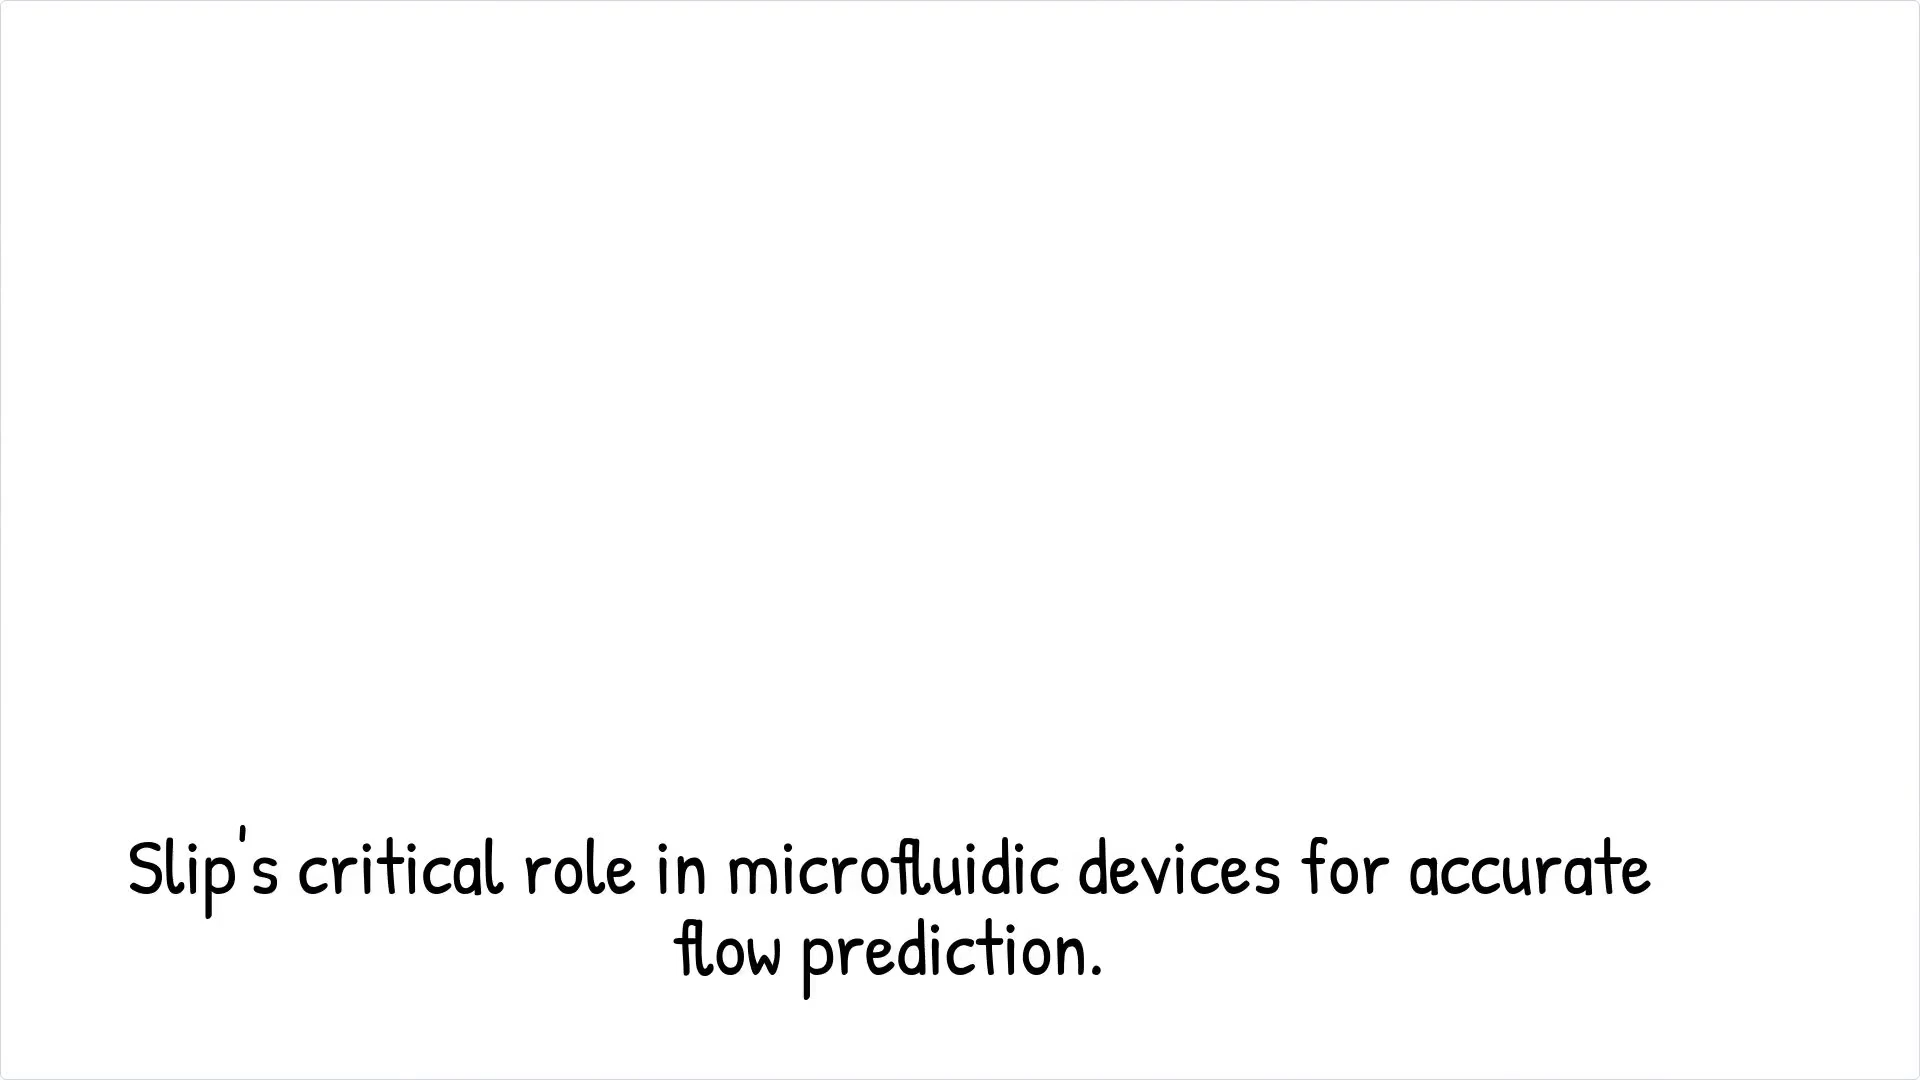 Slip's critical role in microfluidic devices for accurate
flow prediction.